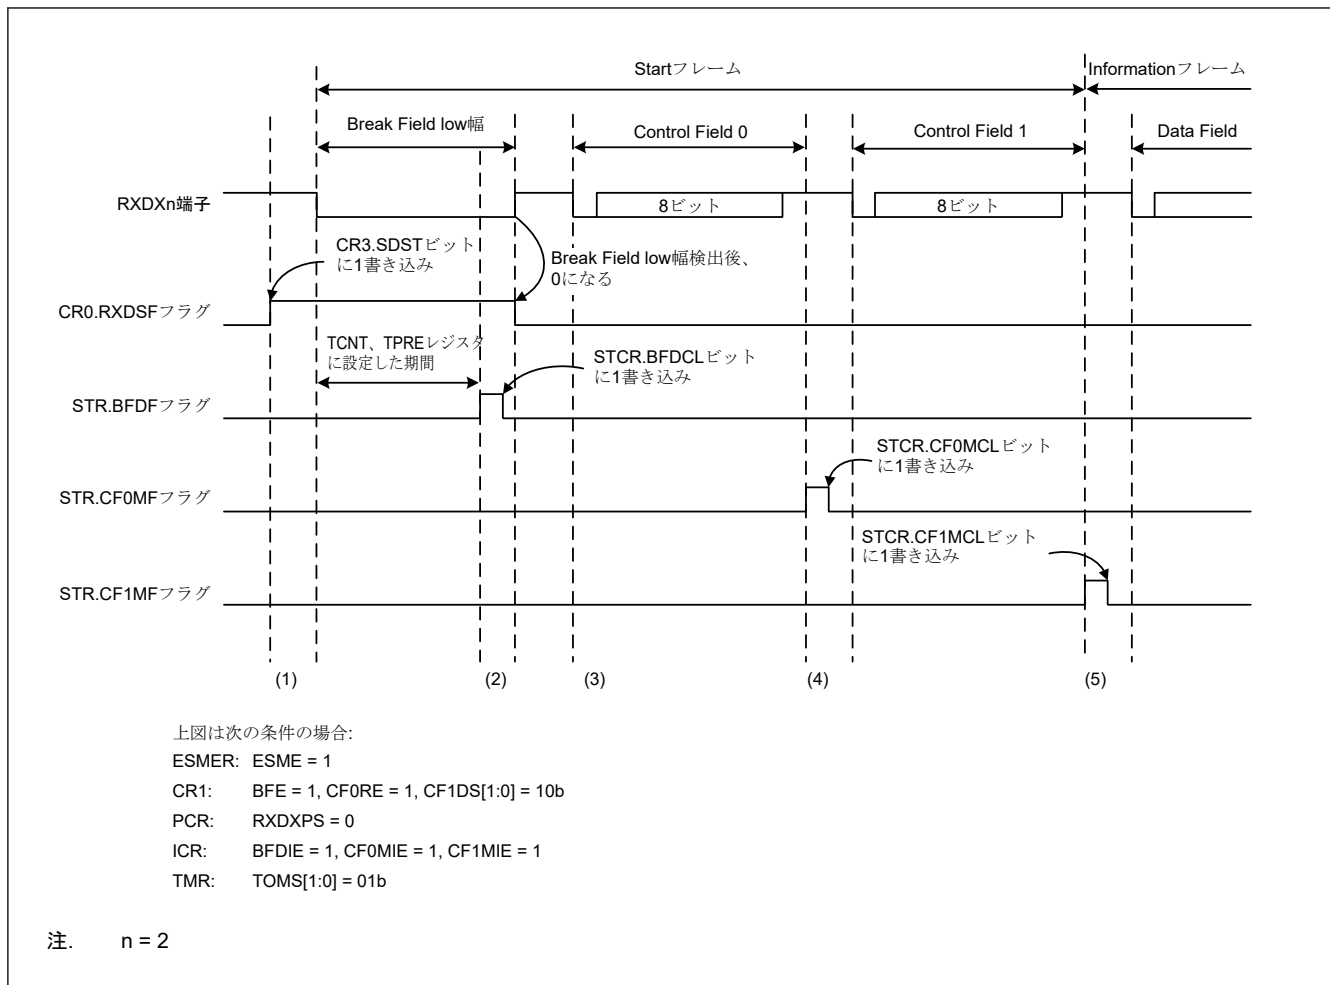 Startフレーム
Informationフレーム
Break Field low幅
Control Field 0
Control Field 1
Data Field
RXDXn端子
8ビット
8ビット
CR3.SDSTビット
に1書き込み
Break Field low幅検出後、
0になる
CR0.RXDSFフラグ
TCNT、TPREレジスタ
に設定した期間
STCR.BFDCLビット
に1書き込み
STR.BFDFフラグ
STCR.CF0MCLビット
に1書き込み
STR.CF0MFフラグ
STCR.CF1MCLビット
に1書き込み
STR.CF1MFフラグ
(1)
(2)
(3)
(4)
(5)
上図は次の条件の場合:
ESMER: ESME = 1
CR1: BFE = 1, CF0RE = 1, CF1DS[1:0] = 10b
PCR: RXDXPS = 0
ICR: BFDIE = 1, CF0MIE = 1, CF1MIE = 1
TMR: TOMS[1:0] = 01b
注. n = 2